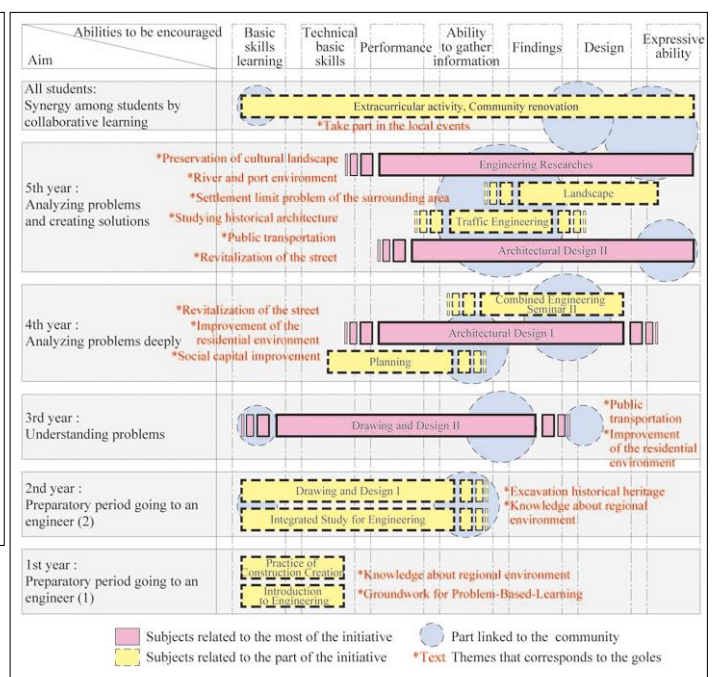 Abilities to be encouraged
Aim
Basic
skills
learning
Technical
basic
skills
Performance
Ability
to gather
information
Findings
Design
Expressive
ability
All students:
Synergy among students by
collaborative learning
Extracurricular activity, Community renovation
*Take part in the local events
5th year :
Analyzing problems
and creating solutions
*Preservation of cultural landscape
*River and port environment
*Settlement limit problem of the surrounding area
*Studying historical architecture
*Public transportation
*Revitalization of the street
Engineering Researches
Landscape
Traffic Engineering
Architectural Design II
4th year :
Analyzing problems deeply
*Revitalization of the street
*Improvement of the
residential environment
*Social capital improvement
Combined Engineering
Seminar II
Architectural Design I
Planning
3rd year :
Understanding problems
Drawing and Design II
*Public
transportation
*Improvement
of the residential
environment
2nd year :
Preparatory period going to an
engineer (2)
Drawing and Design I
Integrated Study for Engineering
*Excavation historical heritage
*Knowledge about regional
environment
1st year :
Preparatory period going to an
engineer (1)
Practice of
Construction Creation
Introduction
to Engineering
*Knowledge about regional environment
*Groundwork for Problem-Based-Learning
Subjects related to the most of the initiative
Part linked to the community
Subjects related to the part of the initiative
*Text Themes that corresponds to the goles